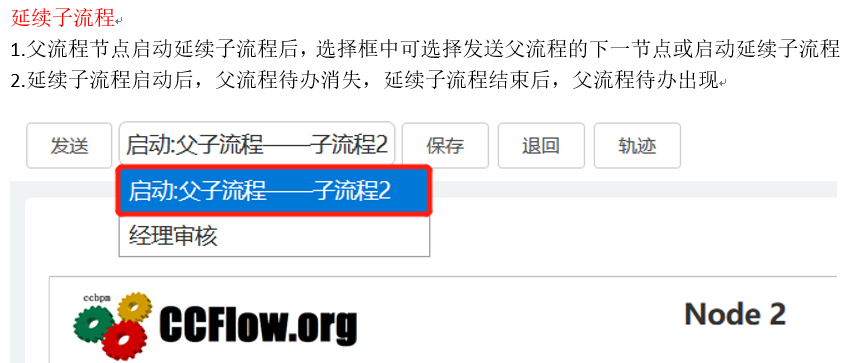 延续子流程
1.父流程节点启动延续子流程后，选择框中可选择发送父流程的下一节点或启动延续子流程
2.延续子流程启动后，父流程待办消失，延续子流程结束后，父流程待办出现
发送 启动:父子流程——子流程2 保存 退回 轨迹
启动:父子流程——子流程2
经理审核
ccbpm
CCFlow.org
Node 2